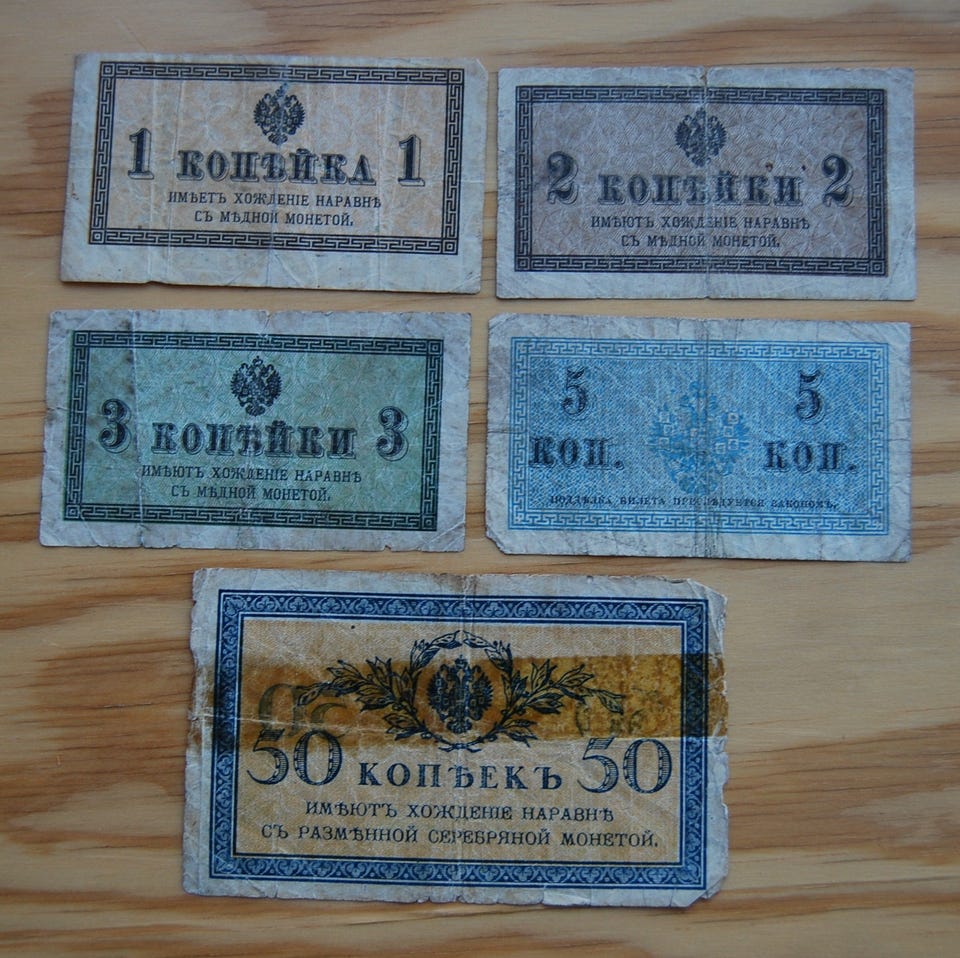 1 КОПѢЙКА 1
ИМѢЕТЪ ХОЖДЕНІЕ НАРАВНѢ
СЪ МѢДНОЙ МОНЕТОЙ.
2 КОПѢЙКИ 2
ИМѢЮТЪ ХОЖДЕНІЕ НАРАВНѢ
СЪ МѢДНОЙ МОНЕТОЙ.
3 КОПѢЙКИ 3
ИМѢЮТЪ ХОЖДЕНІЕ НАРАВНѢ
СЪ МѢДНОЙ МОНЕТОЙ.
5 5
КОП. КОП.
ПОДДѢЛКА БИЛЕТА ПРЕСЛѢДУЕТСЯ ЗАКОНОМЪ.
50 КОПѢЕКЪ 50
ИМѢЮТЪ ХОЖДЕНІЕ НАРАВНѢ
СЪ РАЗМѢННОЙ СЕРЕБРЯНОЙ МОНЕТОЙ.